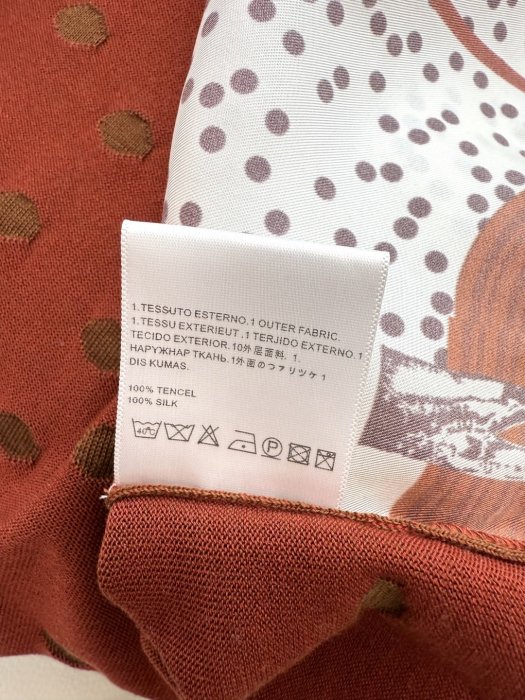 1.TESSUTO ESTERNO.1 OUTER FABRIC.
1.TESSU EXTERIEUT .1 TERJIDO EXTERNO.1
TECIDO EXTERIOR. 10外层面料. 1.
НАРУЖНАР ТКАНЬ.1外面のつァリツケ 1
DIS KUMAS.
100% TENCEL
100% SILK
40℃
P